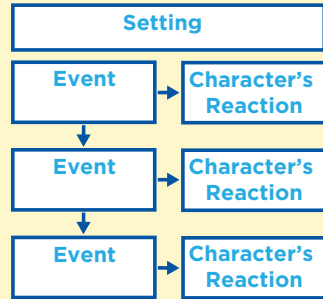 Setting
Event
Character's
Reaction
Event
Character's
Reaction
Event
Character's
Reaction